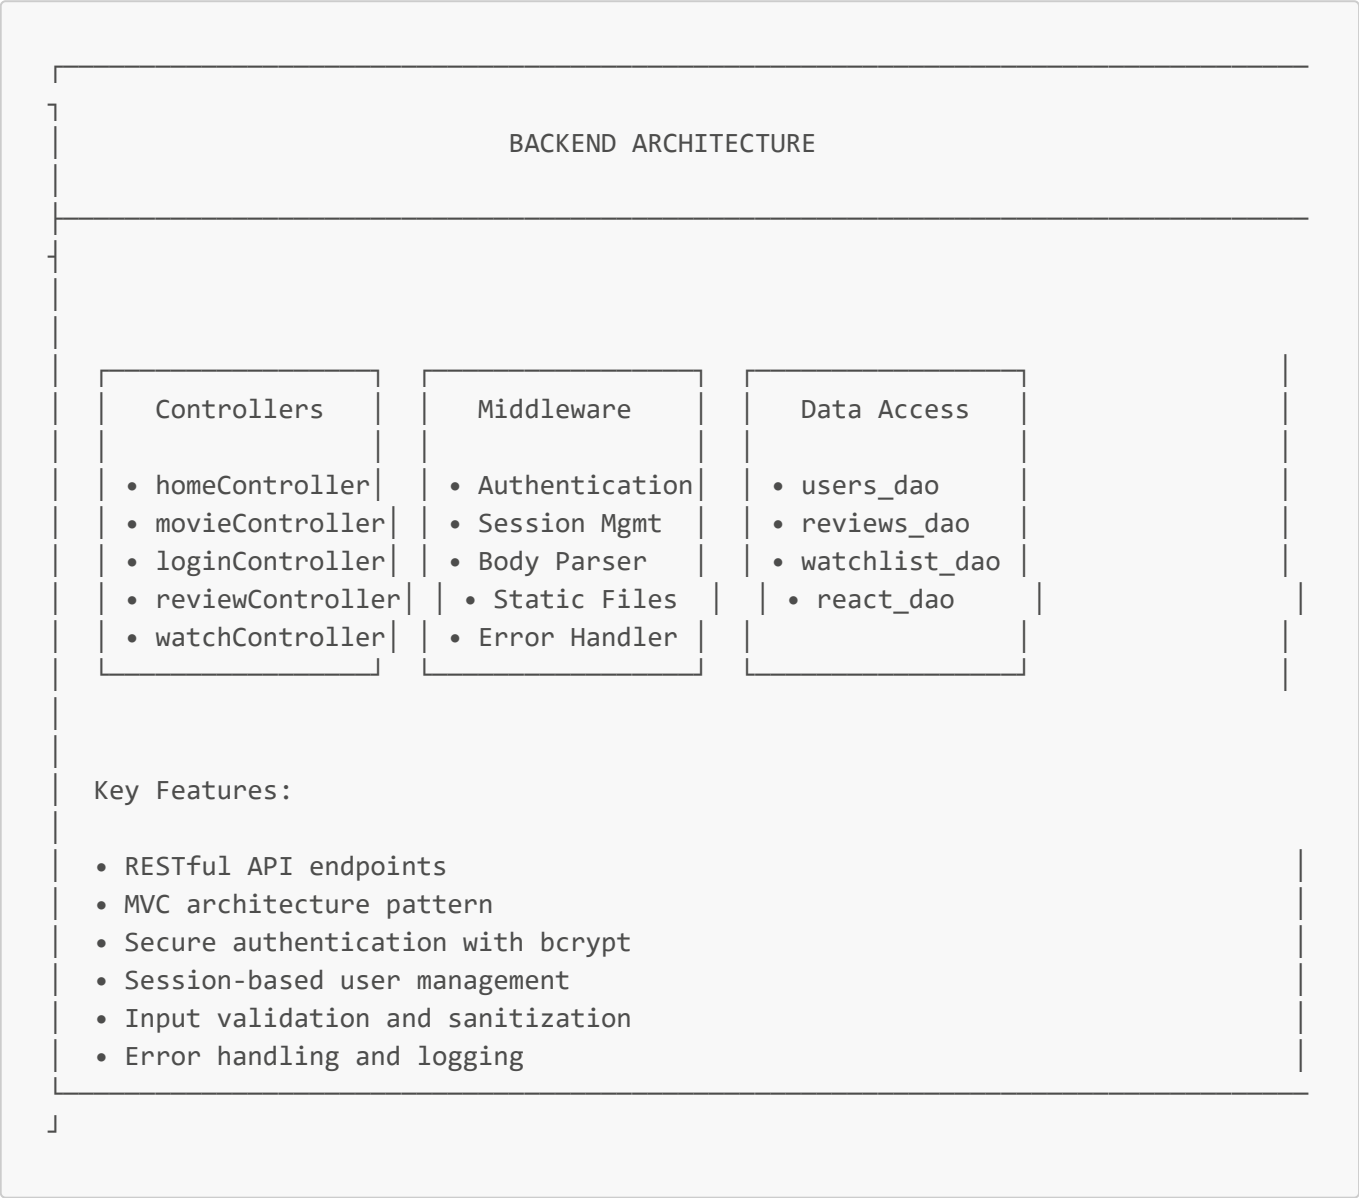 BACKEND ARCHITECTURE
Controllers Middleware Data Access
• homeController • Authentication • users_dao
• movieController • Session Mgmt • reviews_dao
• loginController • Body Parser • watchlist_dao
• reviewController • Static Files • react_dao
• watchController • Error Handler
Key Features:
• RESTful API endpoints
• MVC architecture pattern
• Secure authentication with bcrypt
• Session-based user management
• Input validation and sanitization
• Error handling and logging